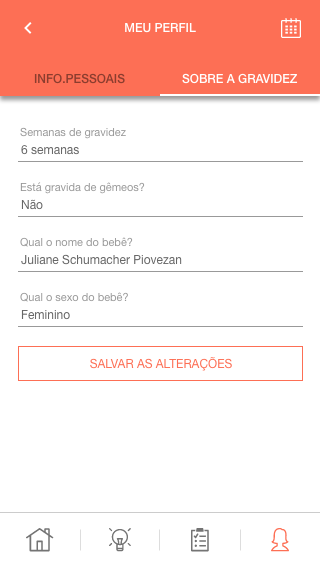 MEU PERFIL
INFO.PESSOAIS
SOBRE A GRAVIDEZ
Semanas de gravidez
6 semanas
Está gravida de gêmeos?
Não
Qual o nome do bebê?
Juliane Schumacher Piovezan
Qual o sexo do bebê?
Feminino
SALVAR AS ALTERAÇÕES